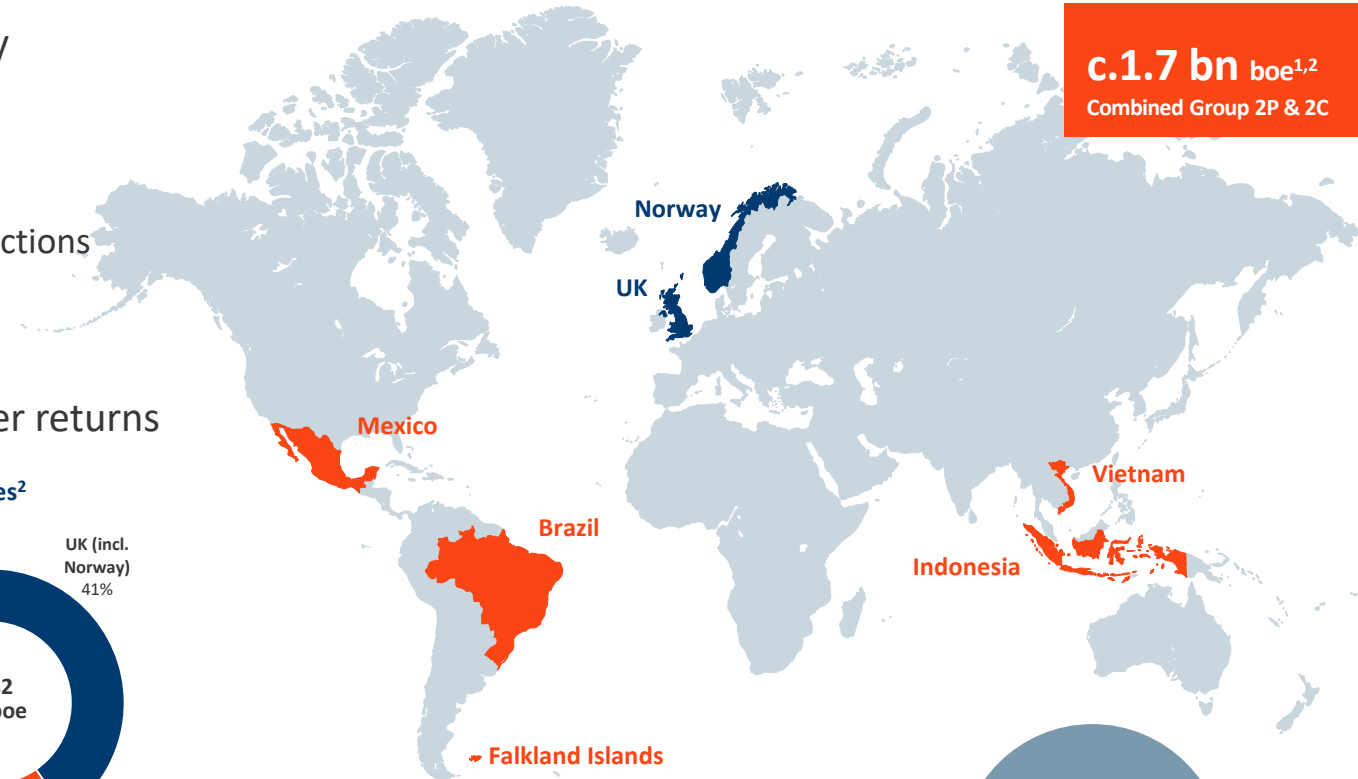 c.1.7 bn boe1,2
Combined Group 2P & 2C
ctions
er returns
Norway
UK
Mexico
Brazil
Vietnam
Indonesia
Falkland Islands
es2
UK (incl.
Norway)
41%
2
boe